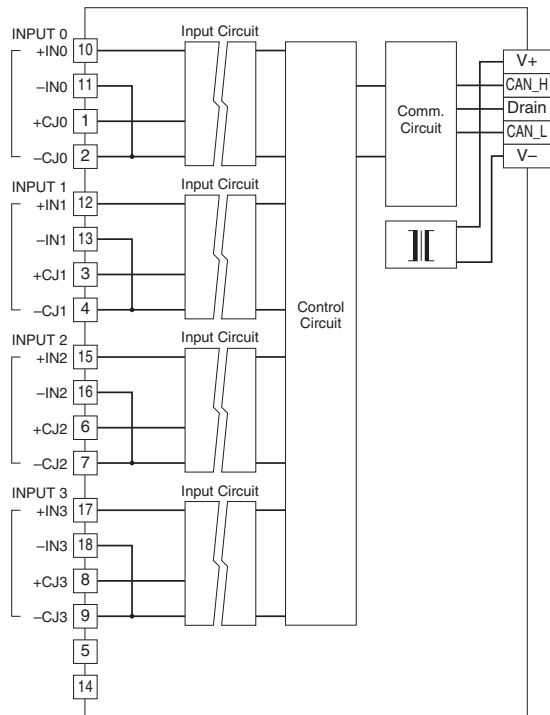 INPUT 0
Input Circuit
+IN0 10
–IN0 11
+CJ0 1
–CJ0 2
INPUT 1
Input Circuit
+IN1 12
–IN1 13
+CJ1 3
–CJ1 4
INPUT 2
Input Circuit
+IN2 15
–IN2 16
+CJ2 6
–CJ2 7
INPUT 3
Input Circuit
+IN3 17
–IN3 18
+CJ3 8
–CJ3 9
5
14
Control
Circuit
Comm.
Circuit
V+
CAN_H
Drain
CAN_L
V–